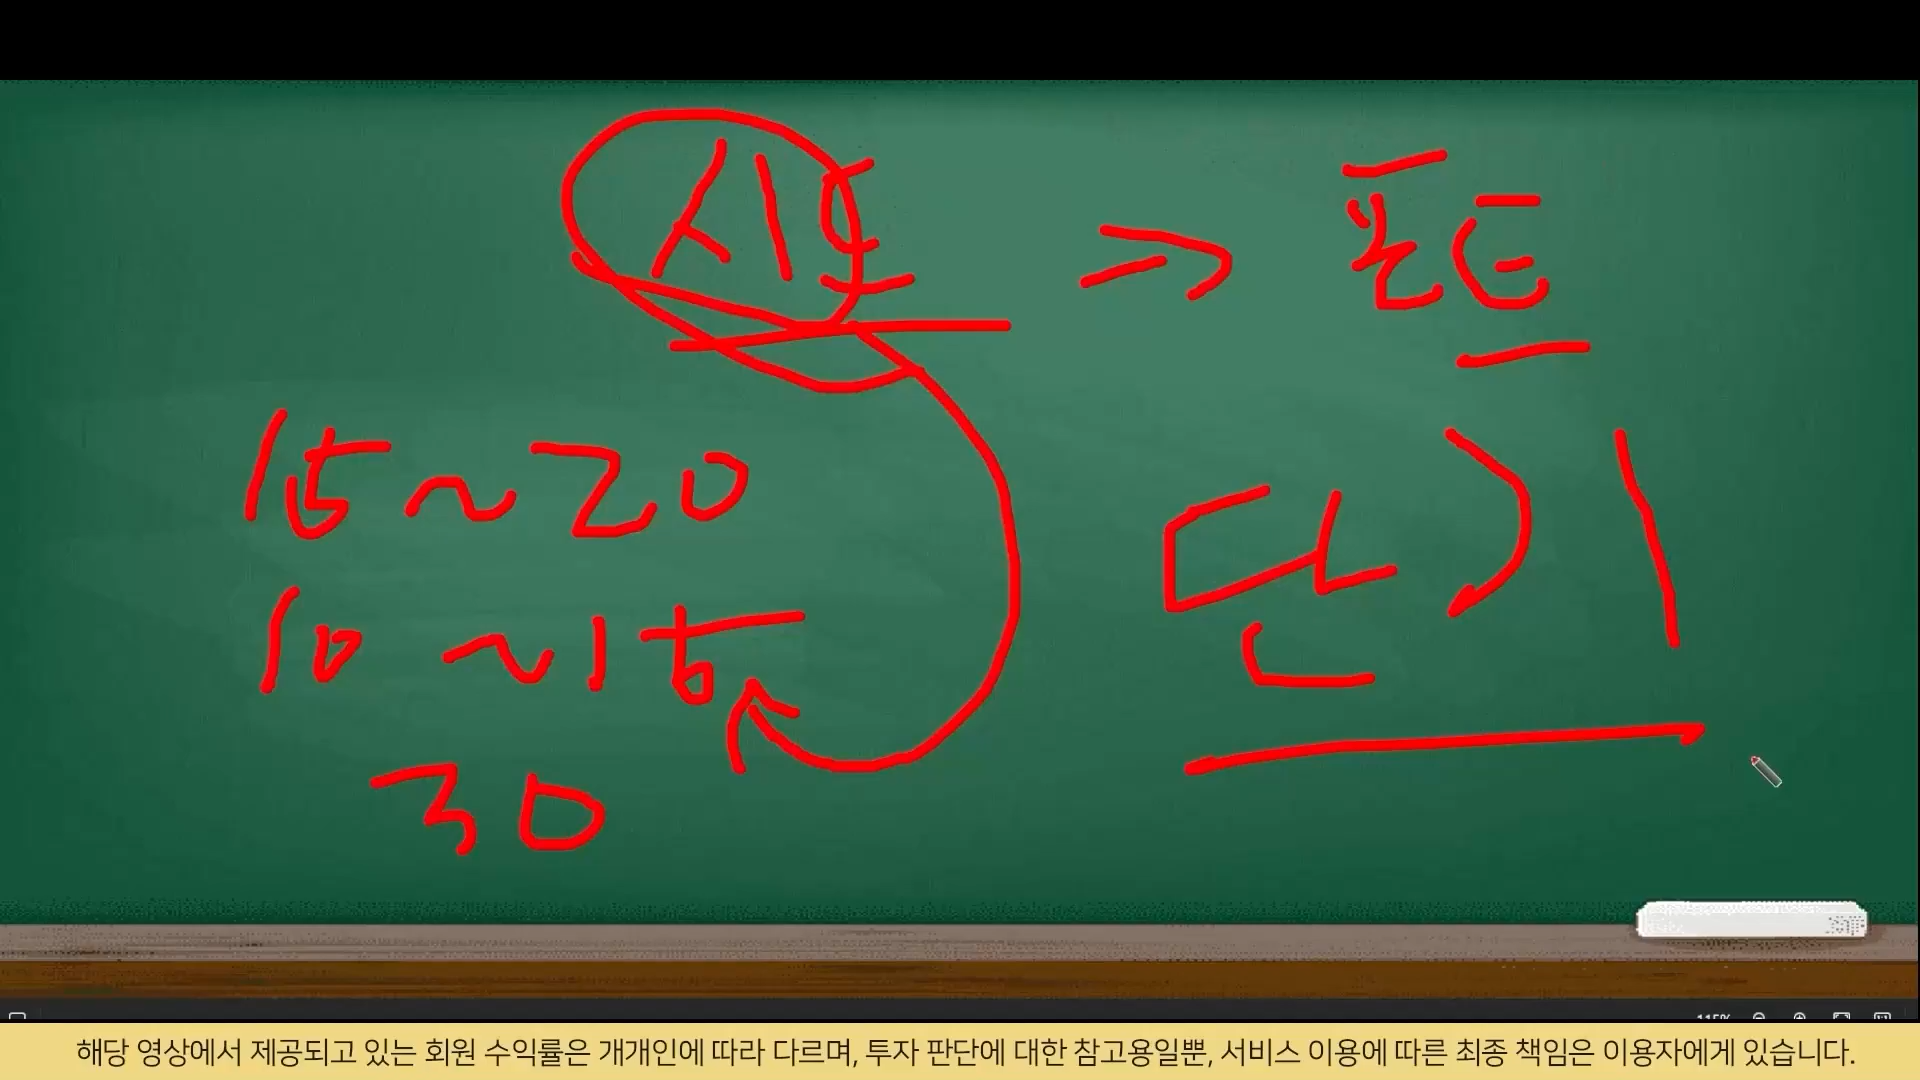 시
15~20
단기
10~15
30
115%
해당 영상에서 제공되고 있는 회원 수익률은 개개인에 따라 다르며, 투자 판단에 대한 참고용일뿐, 서비스 이용에 따른 최종 책임은 이용자에게 있습니다.